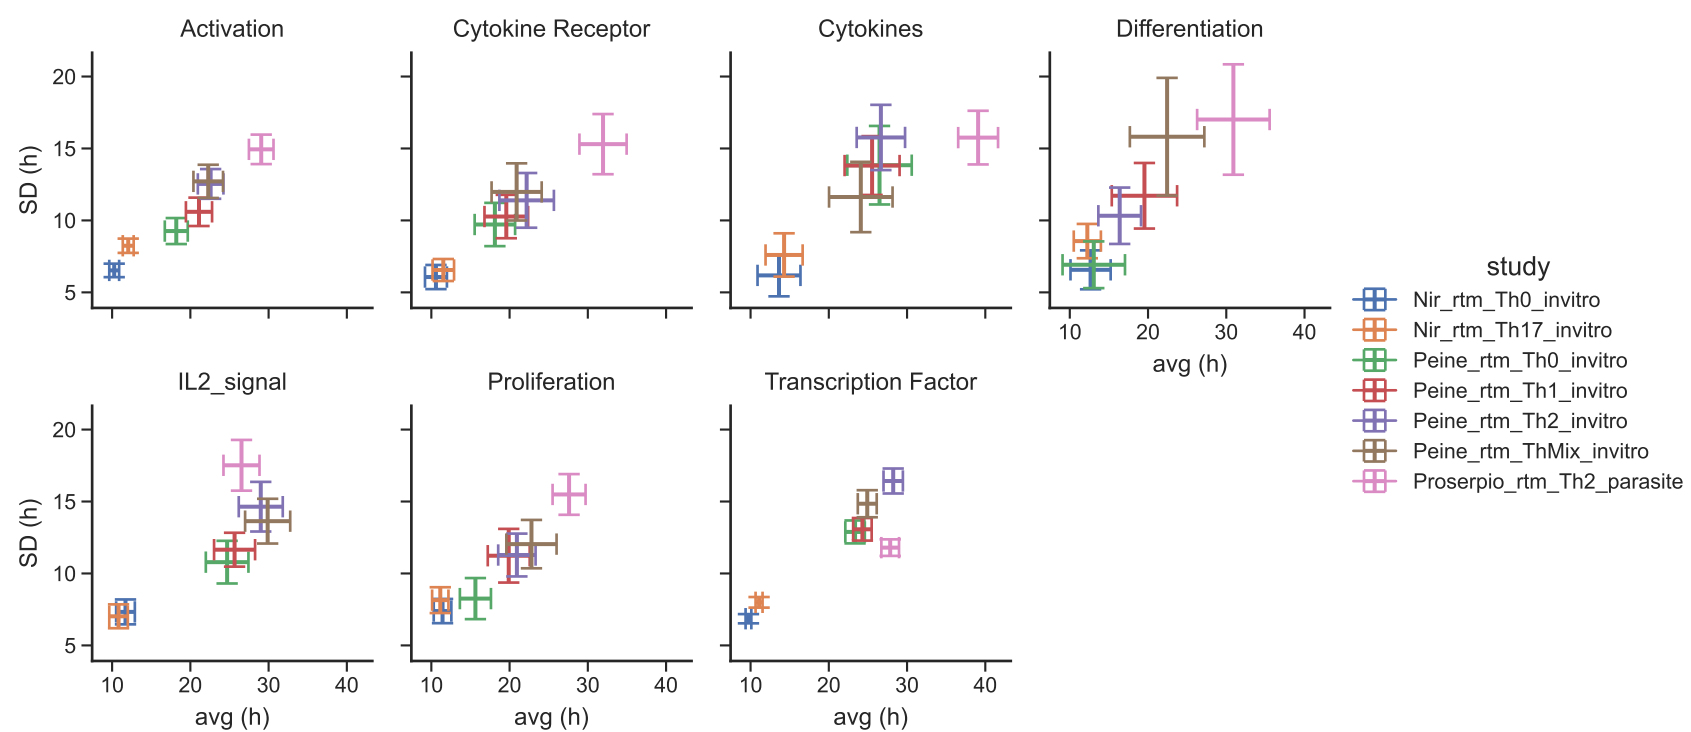 Activation
Cytokine Receptor
Cytokines
Differentiation
SD (h)
20
15
10
5
10 20 30 40
avg (h)
study
Nir_rtm_Th0_invitro
Nir_rtm_Th17_invitro
Peine_rtm_Th0_invitro
Peine_rtm_Th1_invitro
Peine_rtm_Th2_invitro
Peine_rtm_ThMix_invitro
Proserpio_rtm_Th2_parasite
IL2_signal
Proliferation
Transcription Factor
SD (h)
20
15
10
5
10 20 30 40
10 20 30 40
10 20 30 40
avg (h)
avg (h)
avg (h)